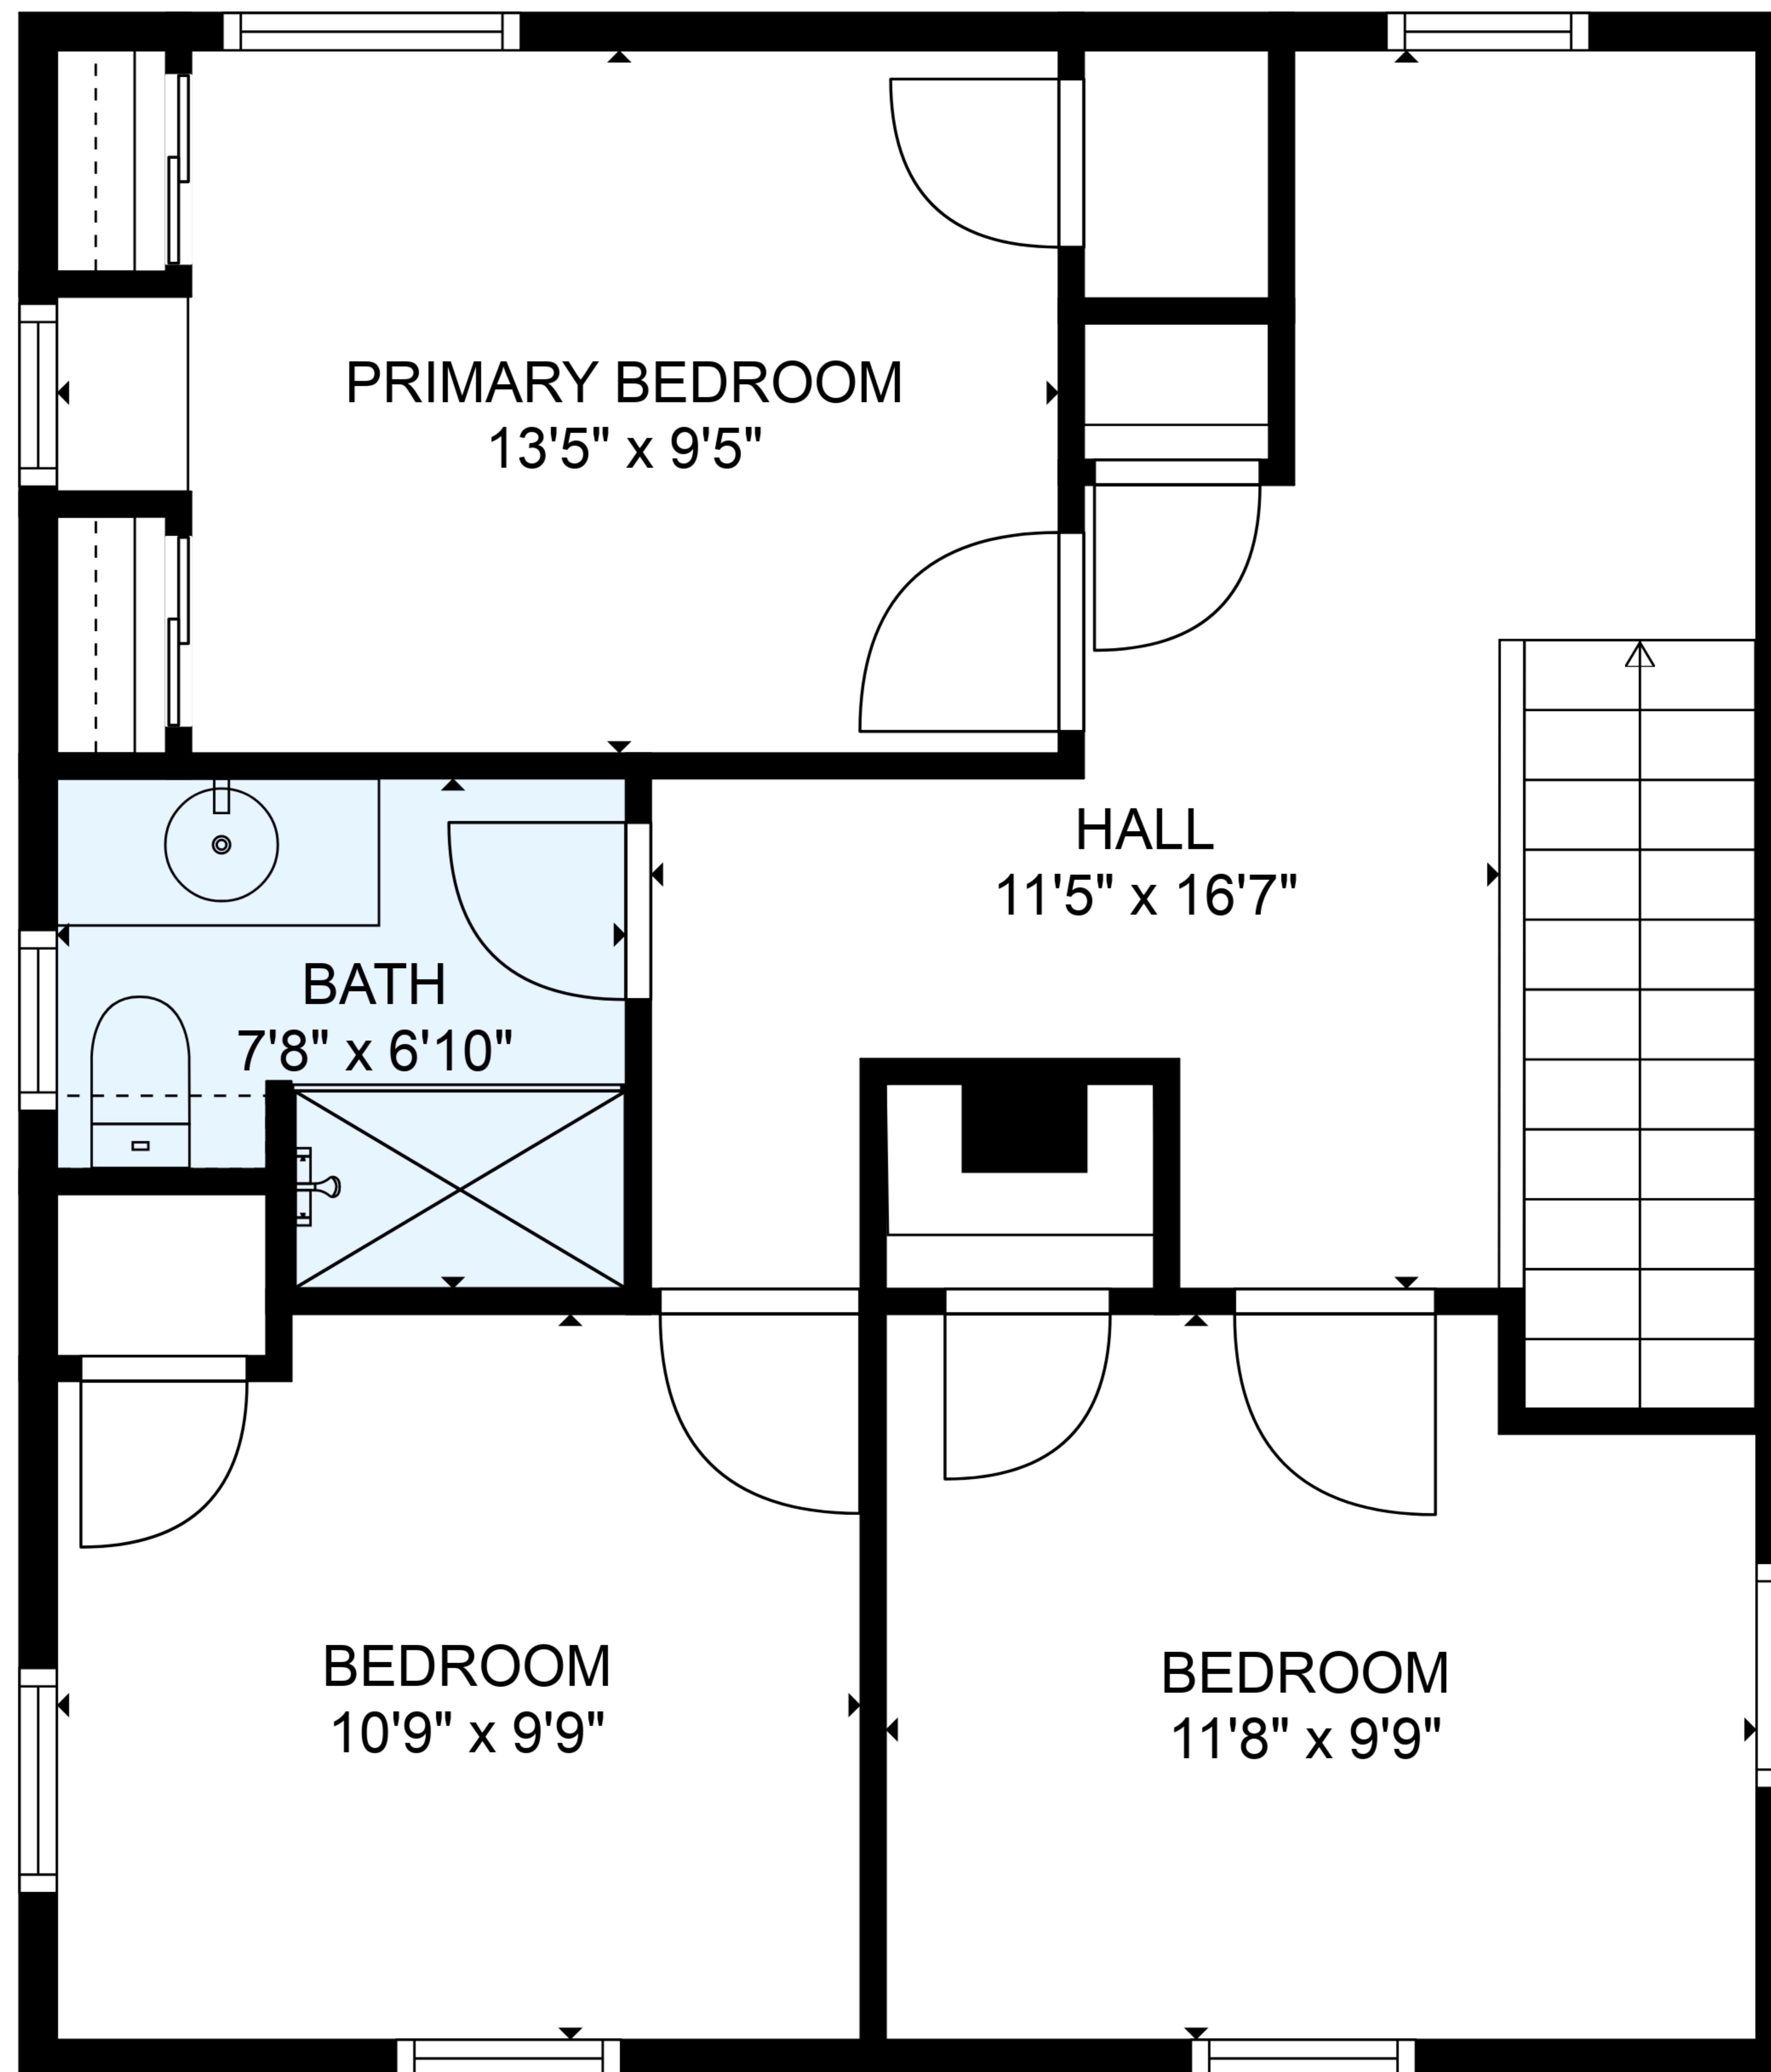 PRIMARY BEDROOM
13'5" x 9'5"
HALL
11'5" x 16'7"
BATH
7'8" x 6'10"
BEDROOM
10'9" x 9'9"
BEDROOM
11'8" x 9'9"